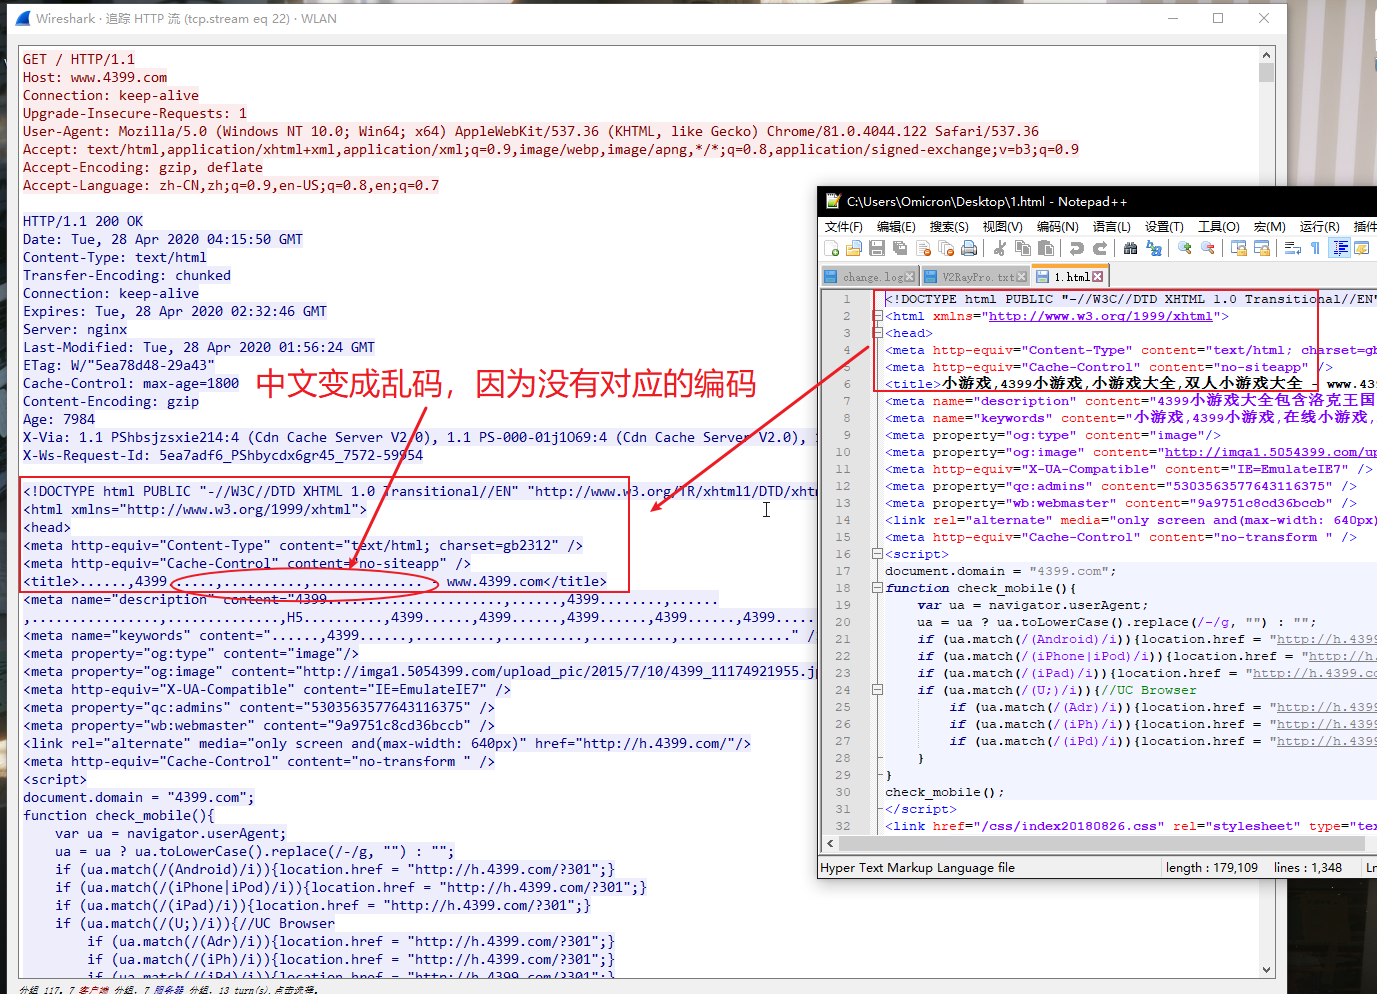 Wireshark · 追踪 HTTP 流 (tcp.stream eq 22) · WLAN
GET / HTTP/1.1
Host: www.4399.com
Connection: keep-alive
Upgrade-Insecure-Requests: 1
User-Agent: Mozilla/5.0 (Windows NT 10.0; Win64; x64) AppleWebKit/537.36 (KHTML, like Gecko) Chrome/81.0.4044.122 Safari/537.36
Accept: text/html,application/xhtml+xml,application/xml;q=0.9,image/webp,image/apng,*/*;q=0.8,application/signed-exchange;v=b3;q=0.9
Accept-Encoding: gzip, deflate
Accept-Language: zh-CN,zh;q=0.9,en-US;q=0.8,en;q=0.7
HTTP/1.1 200 OK
Date: Tue, 28 Apr 2020 04:15:50 GMT
Content-Type: text/html
Transfer-Encoding: chunked
Connection: keep-alive
Expires: Tue, 28 Apr 2020 02:32:46 GMT
Server: nginx
Last-Modified: Tue, 28 Apr 2020 01:56:24 GMT
ETag: W/"5ea78d48-29a43"
Cache-Control: max-age=1800
Content-Encoding: gzip
Age: 7984
X-Via: 1.1 PShbsjzsxie214:4 (Cdn Cache Server V2.0), 1.1 PS-000-01j1O69:4 (Cdn Cache Server V2.0),
X-Ws-Request-Id: 5ea7adf6_PShbycdx6gr45_7572-59954
中文变成乱码，因为没有对应的编码
<!DOCTYPE html PUBLIC "-//W3C//DTD XHTML 1.0 Transitional//EN" "http://www.w3.org/TR/xhtml1/DTD/xhtm
<html xmlns="http://www.w3.org/1999/xhtml">
<head>
<meta http-equiv="Content-Type" content="text/html; charset=gb2312" />
<meta http-equiv="Cache-Control" content="no-siteapp" />
<title>......,4399......,..........,.............. - www.4399.com</title>
<meta name="description" content="4399......................,......,4399........,......
,..............,................,H5..........,4399......,4399......,4399......,4399......,4399....
<meta name="keywords" content="......,4399......,..........,..........,..........,.............." /
<meta property="og:type" content="image"/>
<meta property="og:image" content="http://imga1.5054399.com/upload_pic/2015/7/10/4399_11174921955.jp
<meta http-equiv="X-UA-Compatible" content="IE=EmulateIE7" />
<meta property="qc:admins" content="5303563577643116375" />
<meta property="wb:webmaster" content="9a9751c8cd36bccb" />
<link rel="alternate" media="only screen and(max-width: 640px)" href="http://h.4399.com/"/>
<meta http-equiv="Cache-Control" content="no-transform " />
<script>
document.domain = "4399.com";
function check_mobile(){
var ua = navigator.userAgent;
ua = ua ? ua.toLowerCase().replace(/-/g, "") : "";
if (ua.match(/(Android)/i)){location.href = "http://h.4399.com/?301";}
if (ua.match(/(iPhone|iPod)/i)){location.href = "http://h.4399.com/?301";}
if (ua.match(/(iPad)/i)){location.href = "http://h.4399.com/?301";}
if (ua.match(/(U;)/i)){//UC Browser
if (ua.match(/(Adr)/i)){location.href = "http://h.4399.com/?301";}
if (ua.match(/(iPh)/i)){location.href = "http://h.4399.com/?301";}
if (ua.match(/(iPd)/i)){location.href = "http://h.4399.com/?301";}
分组 117。7 客户端 分组，7 服务器 分组，13 turn(s).点击选择。
C:\Users\Omicron\Desktop\1.html - Notepad++
文件(F) 编辑(E) 搜索(S) 视图(V) 编码(N) 语言(L) 设置(T) 工具(O) 宏(M) 运行(R) 插件
change.log V2RayPro.txt 1.html
1 <!DOCTYPE html PUBLIC "-//W3C//DTD XHTML 1.0 Transitional//EN"
2 <html xmlns="http://www.w3.org/1999/xhtml">
3 <head>
4 <meta http-equiv="Content-Type" content="text/html; charset=gb
5 <meta http-equiv="Cache-Control" content="no-siteapp" />
6 <title>小游戏,4399小游戏,小游戏大全,双人小游戏大全 - www.43
7 <meta name="description" content="4399小游戏大全包含洛克王国
8 <meta name="keywords" content="小游戏,4399小游戏,在线小游戏,
9 <meta property="og:type" content="image"/>
10 <meta property="og:image" content="http://imga1.5054399.com/up
11 <meta http-equiv="X-UA-Compatible" content="IE=EmulateIE7" />
12 <meta property="qc:admins" content="5303563577643116375" />
13 <meta property="wb:webmaster" content="9a9751c8cd36bccb" />
14 <link rel="alternate" media="only screen and(max-width: 640px)
15 <meta http-equiv="Cache-Control" content="no-transform " />
16 <script>
17 document.domain = "4399.com";
18 function check_mobile(){
19 var ua = navigator.userAgent;
20 ua = ua ? ua.toLowerCase().replace(/-/g, "") : "";
21 if (ua.match(/(Android)/i)){location.href = "http://h.4399
22 if (ua.match(/(iPhone|iPod)/i)){location.href = "http://h.
23 if (ua.match(/(iPad)/i)){location.href = "http://h.4399.co
24 if (ua.match(/(U;)/i)){//UC Browser
25 if (ua.match(/(Adr)/i)){location.href = "http://h.4399
26 if (ua.match(/(iPh)/i)){location.href = "http://h.4399
27 if (ua.match(/(iPd)/i)){location.href = "http://h.4399
28 }
29 }
30 check_mobile();
31 </script>
32 <link href="/css/index20180826.css" rel="stylesheet" type="tex
Hyper Text Markup Language file length : 179,109 lines : 1,348 Ln